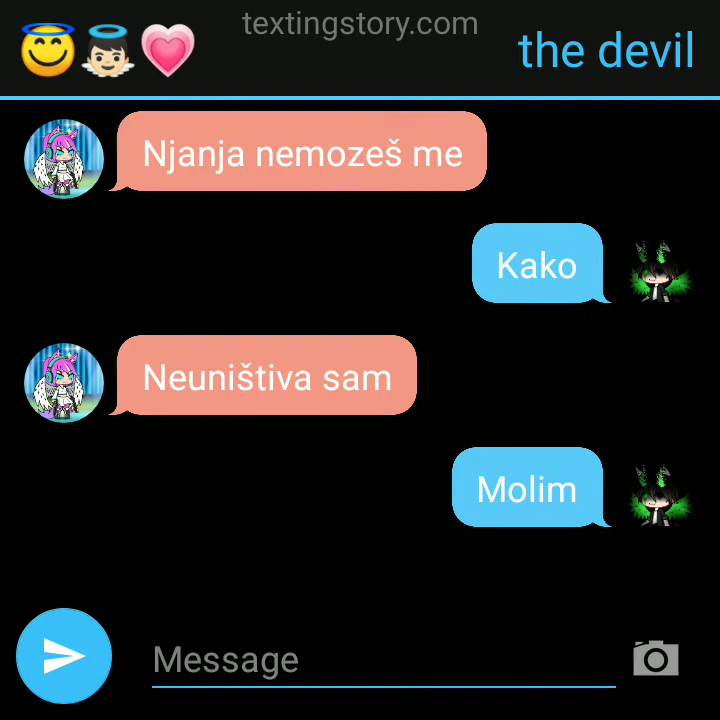 textingstory.com
the devil
Njanja nemozeš me
Kako
Neuništiva sam
Molim
Message